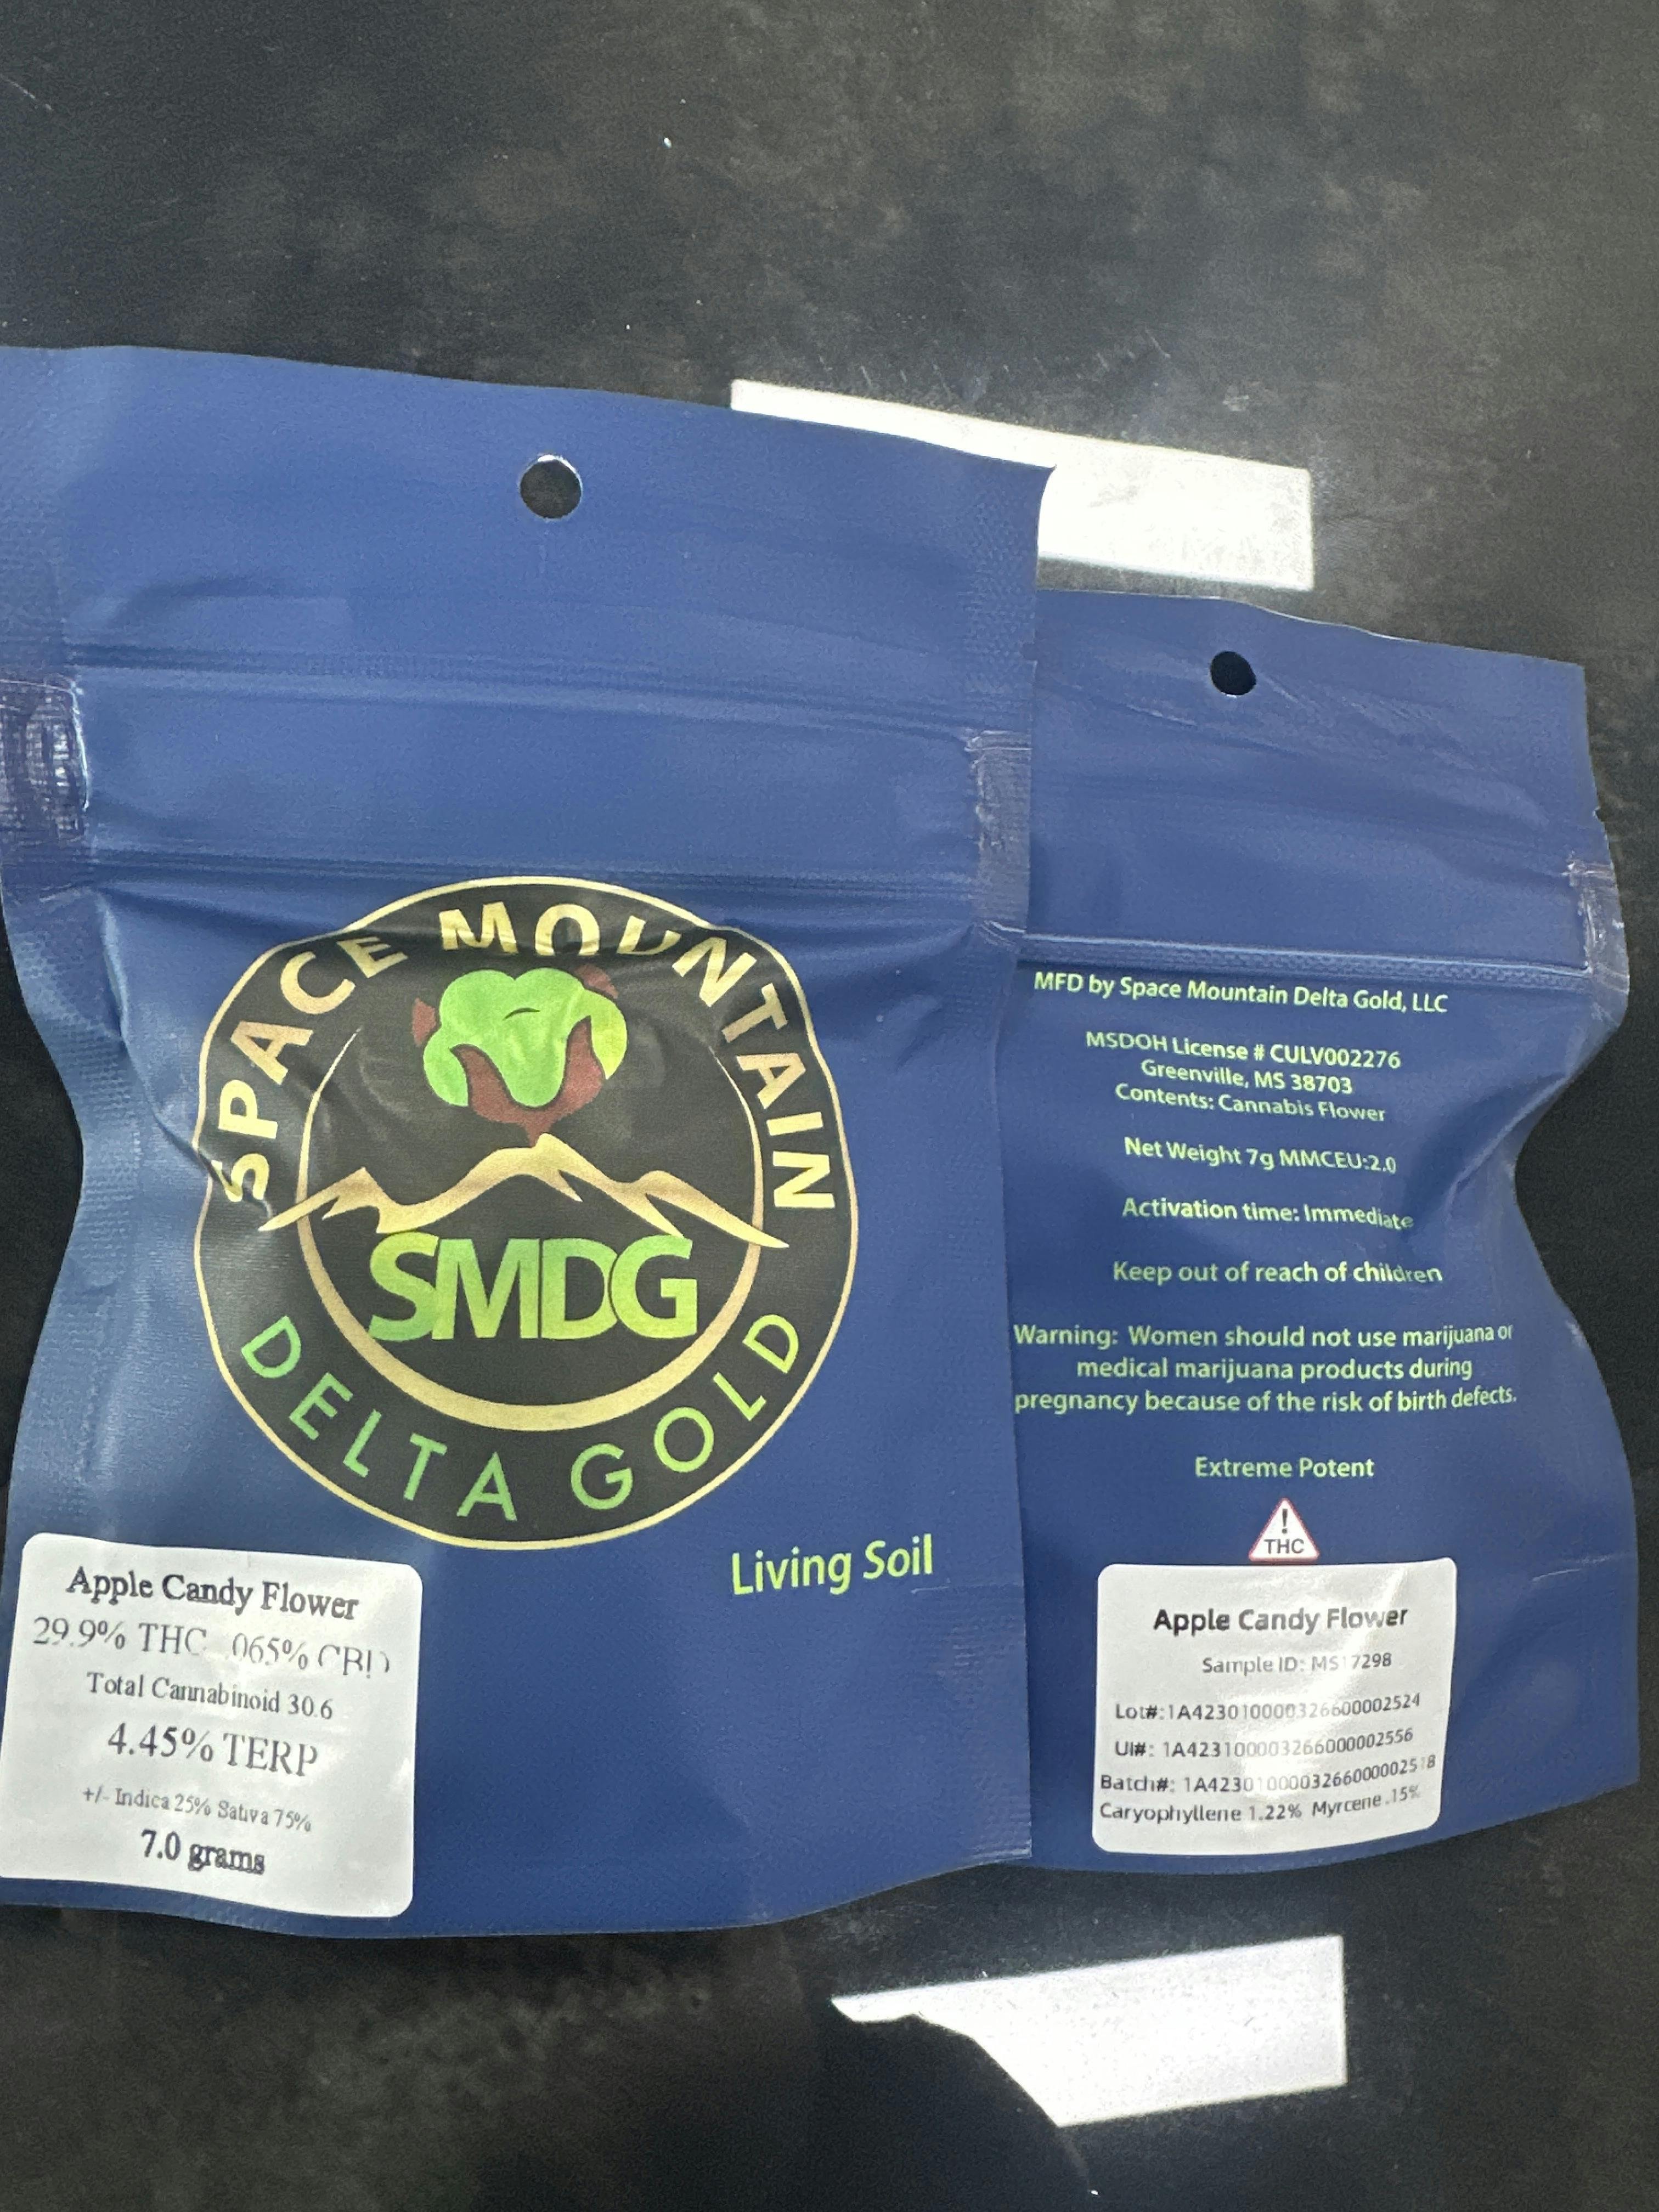 SPACE MOUNTAIN
SMDG
DELTA GOLD
Living Soil
Apple Candy Flower
29.9% THC .065% CBD
Total Cannabinoid 30.6
4.45% TERP
+/- Indica 25% Sativa 75%
7.0 grams
MFD by Space Mountain Delta Gold, LLC
MSDOH License # CULV002276
Greenville, MS 38703
Contents: Cannabis Flower
Net Weight 7g MMCEU:2.0
Activation time: Immediate
Keep out of reach of children
Warning: Women should not use marijuana or
medical marijuana products during
pregnancy because of the risk of birth defects.
Extreme Potent
!
THC
Apple Candy Flower
Sample ID:
Lot#:1A4230100003266000002524
UI#: 1A4231000003266000002556
Batch#:
Caryophyllene 1.22% Myrcene .15%